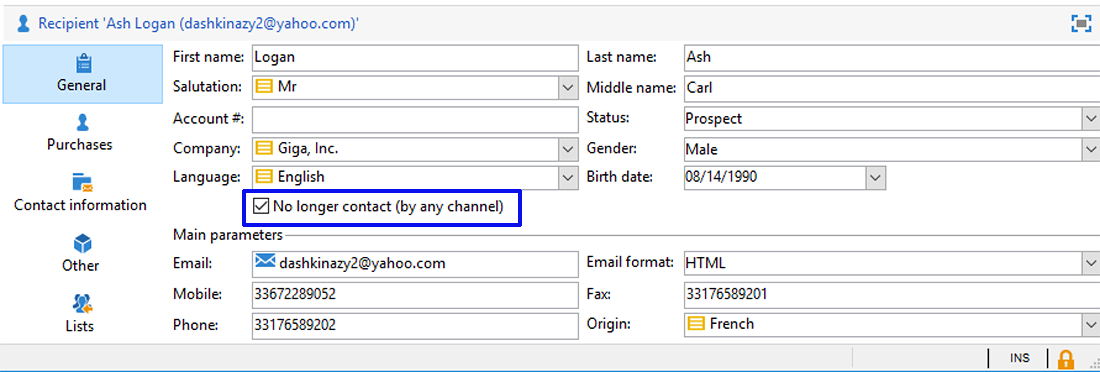 Recipient 'Ash Logan (dashkinazy2@yahoo.com)'
General
Purchases
Contact information
Other
Lists
First name: Logan Last name: Ash
Salutation: Mr Middle name: Carl
Account #: Status: Prospect
Company: Giga, Inc. Gender: Male
Language: English Birth date: 08/14/1990
No longer contact (by any channel)
Main parameters
Email: dashkinazy2@yahoo.com Email format: HTML
Mobile: 33672289052 Fax: 33176589201
Phone: 33176589202 Origin: French
INS